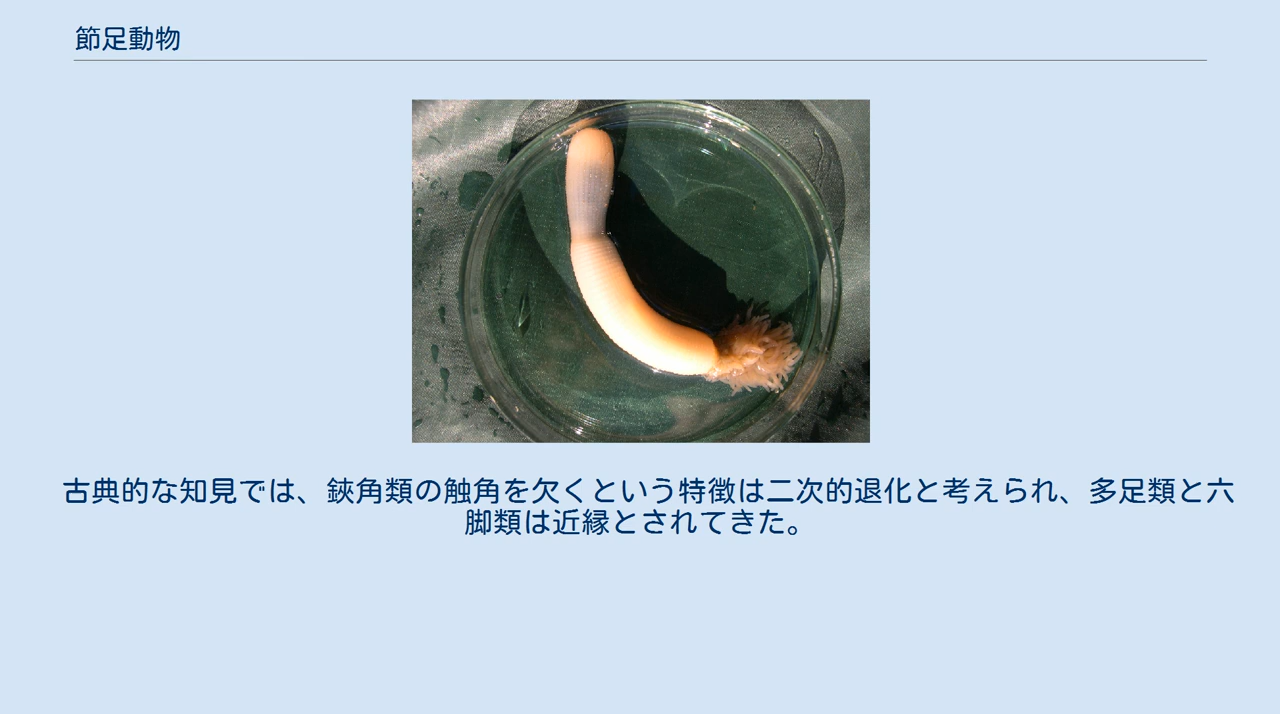 節足動物
古典的な知見では、鋏角類の触角を欠くという特徴は二次的退化と考えられ、多足類と六
脚類は近縁とされてきた。